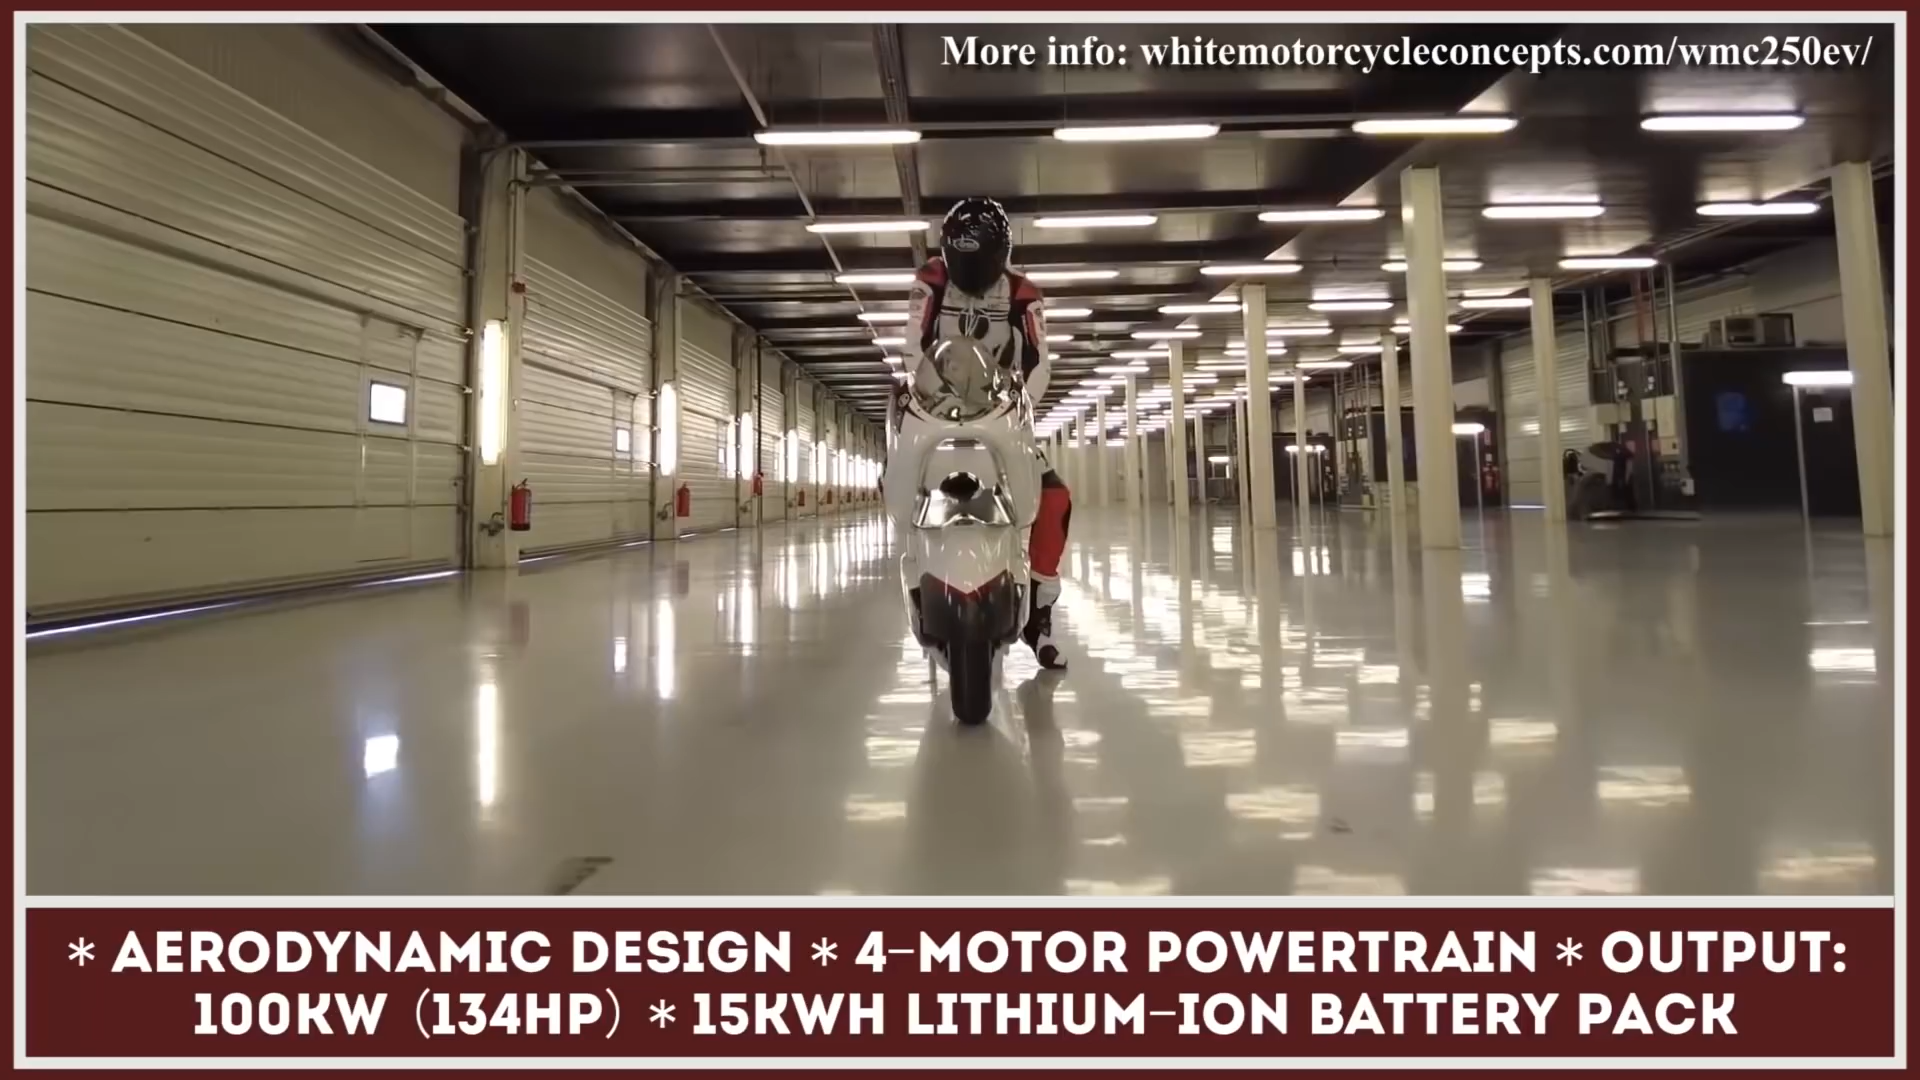 More info: whitemotorcycleconcepts.com/wmc250ev/
* AERODYNAMIC DESIGN * 4-MOTOR POWERTRAIN * OUTPUT:
100KW (134HP) * 15KWH LITHIUM-ION BATTERY PACK